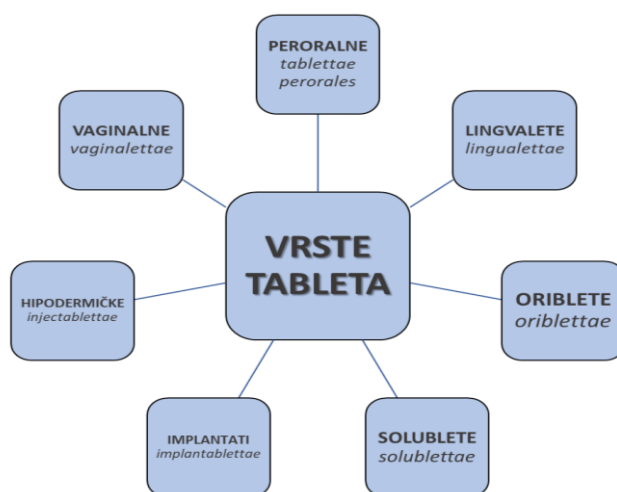 PERORALNE
tablettae
perorales
VAGINALNE
vaginalettae
LINGVALETE
lingualettae
VRSTE
TABLETA
HIPODERMIČKE
injectablettae
ORIBLETE
oriblettae
IMPLANTATI
implantablettae
SOLUBLETE
solublettae